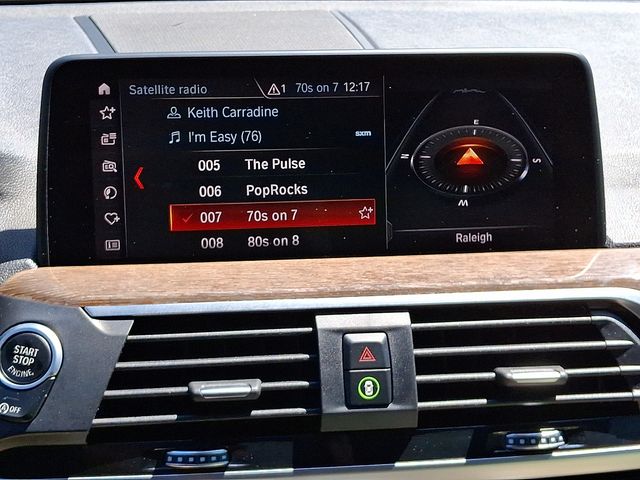 Satellite radio
1 70s on 7 12:17
Keith Carradine
I'm Easy (76)
sxm
005 The Pulse
006 PopRocks
007 70s on 7
008 80s on 8
E
N
S
W
Raleigh
START
STOP
ENGINE
OFF